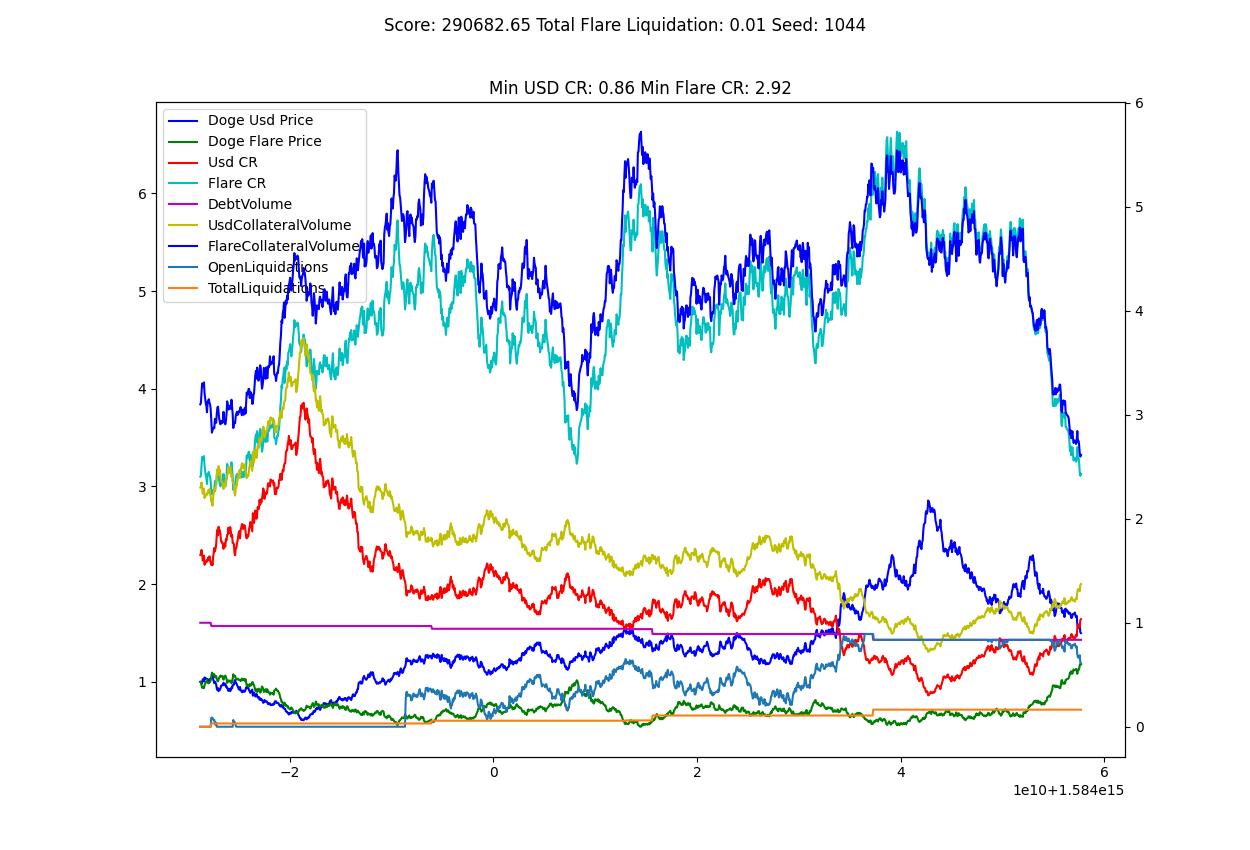 Score: 290682.65 Total Flare Liquidation: 0.01 Seed: 1044
Min USD CR: 0.86 Min Flare CR: 2.92
Doge Usd Price
Doge Flare Price
Usd CR
Flare CR
DebtVolume
UsdCollateralVolume
FlareCollateralVolume
OpenLiquidations
TotalLiquidations
6
5
4
3
2
1
6
5
4
3
2
1
0
−2
0
2
4
6
1e10+1.584e15